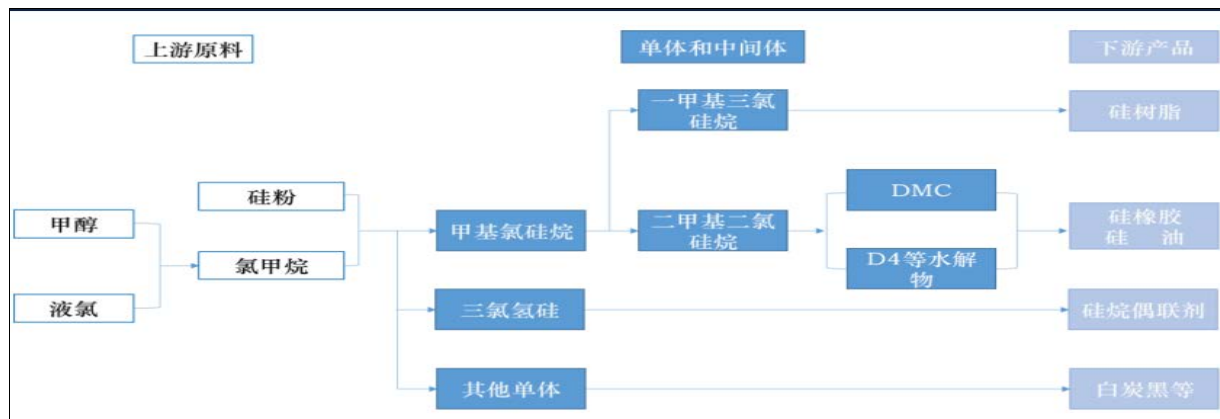 上游原料
单体和中间体
下游产品
一甲基三氯
硅烷
硅树脂
硅粉
DMC
甲醇
甲基氯硅烷
二甲基二氯
硅烷
硅橡胶
硅 油
氯甲烷
D4等水解
物
液氯
三氯氢硅
硅烷偶联剂
其他单体
白炭黑等